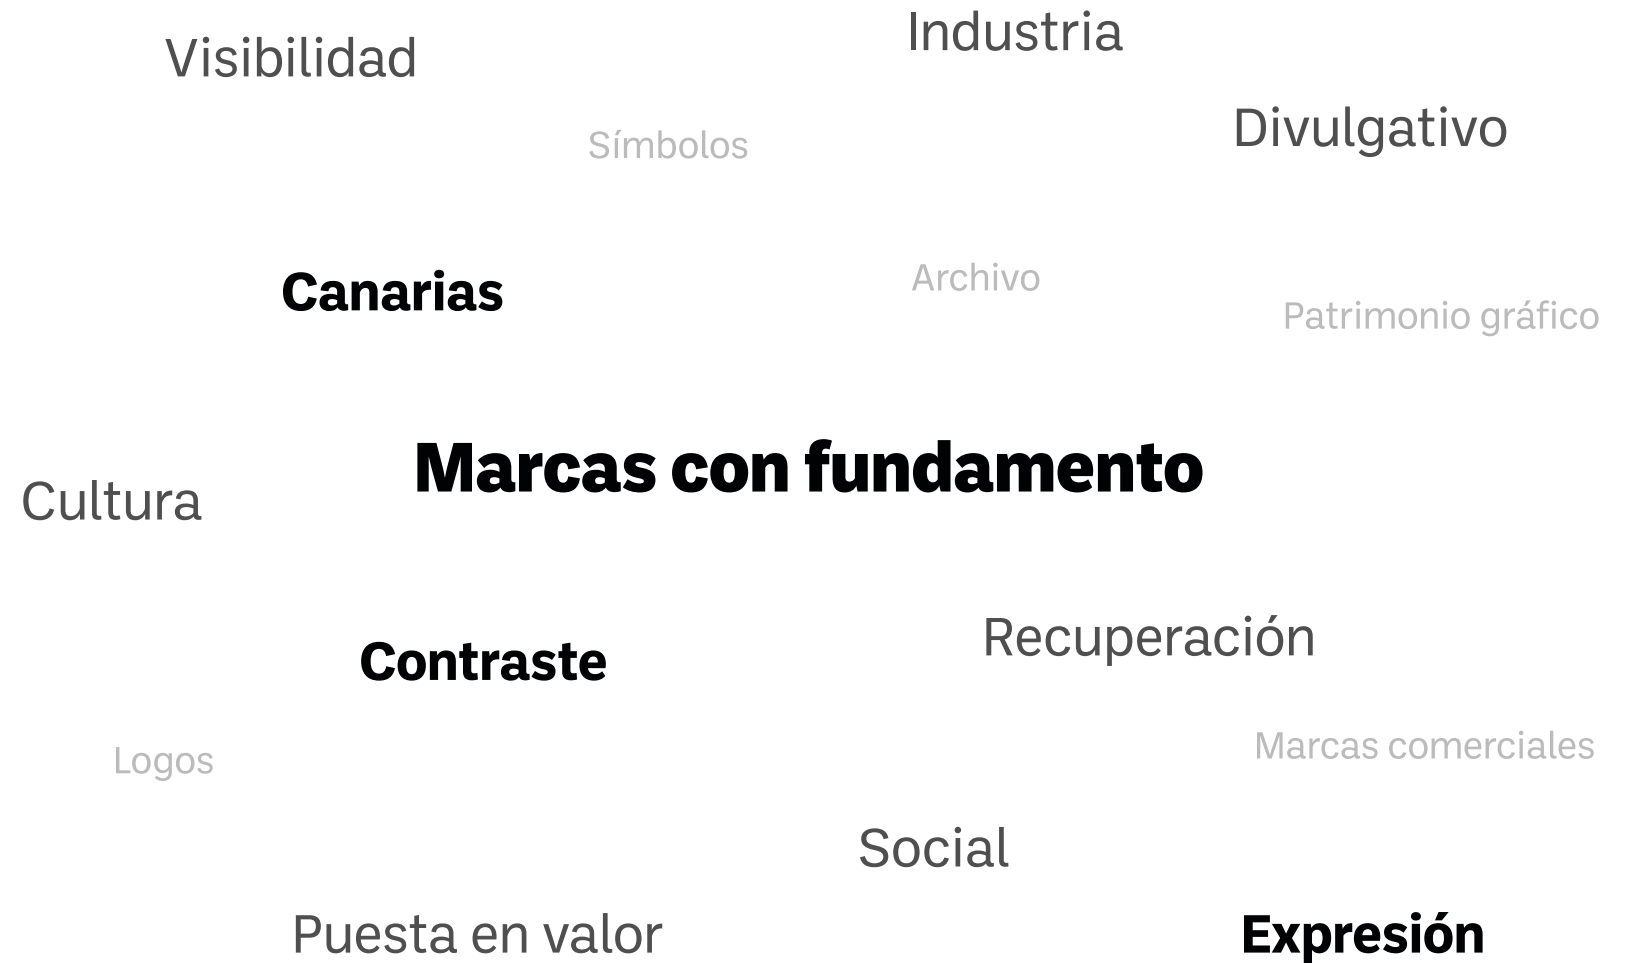 Industria
Visibilidad
Divulgativo
Símbolos
Archivo
Canarias
Patrimonio gráfico
Marcas con fundamento
Cultura
Recuperación
Contraste
Marcas comerciales
Logos
Social
Puesta en valor
Expresión